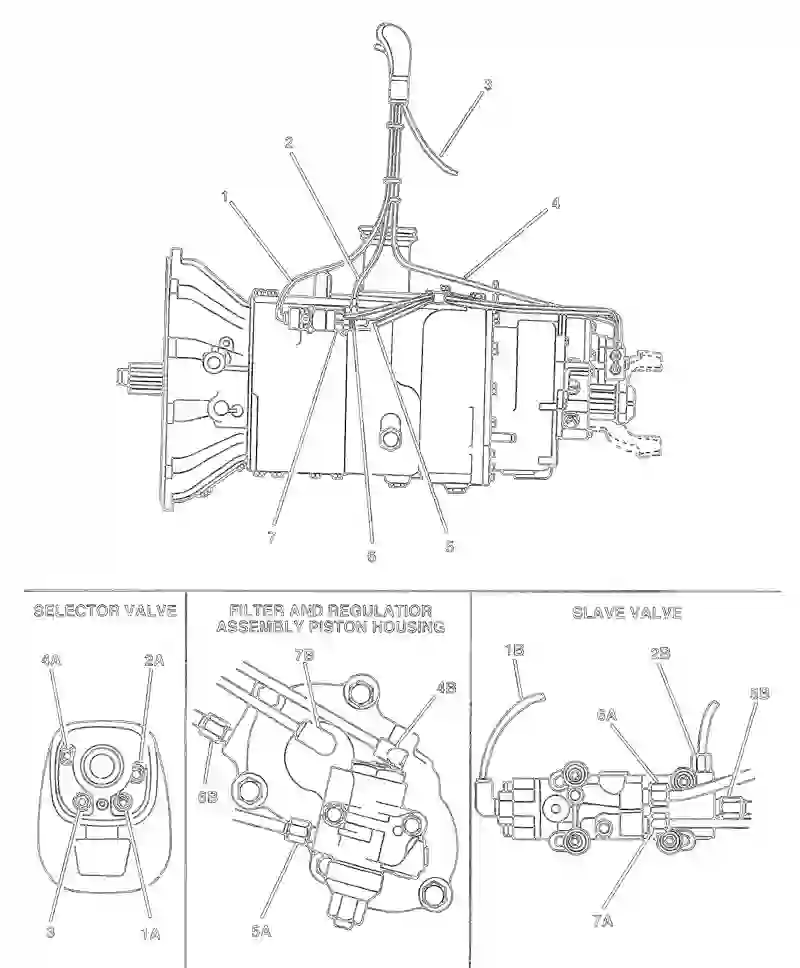 3
2
1
4
7
6
5
SELECTOR VALVE
FILTER AND REGULATIOR
ASSEMBLY PISTON HOUSING
SLAVE VALVE
4A
2A
3
1A
7B
4B
6B
5A
1B
2B
6A
5B
7A